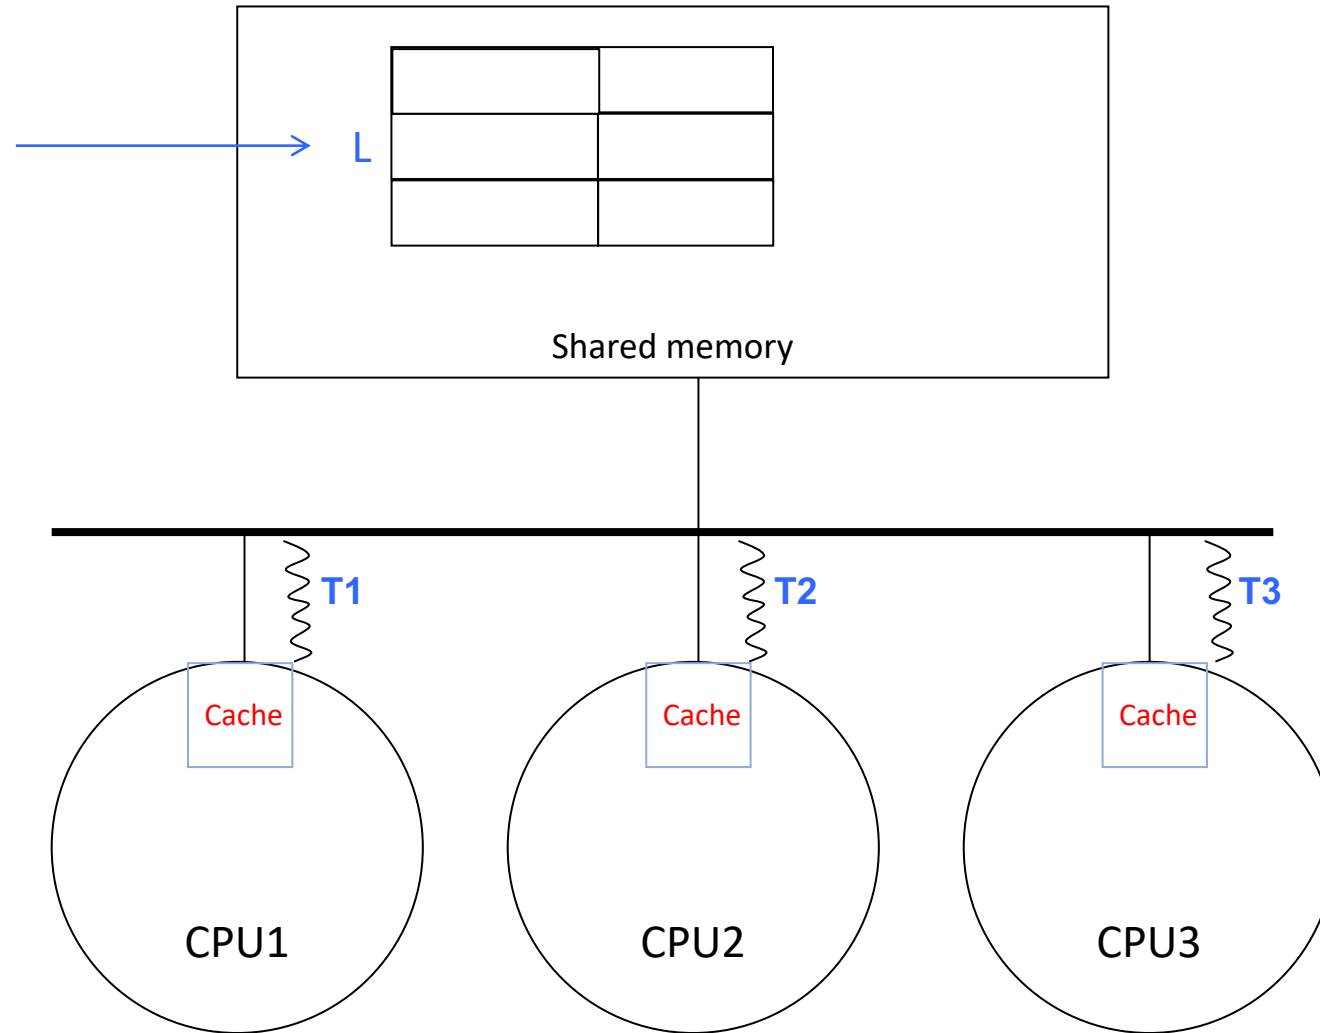 L
Shared memory
T1
T2
T3
Cache
Cache
Cache
CPU1
CPU2
CPU3